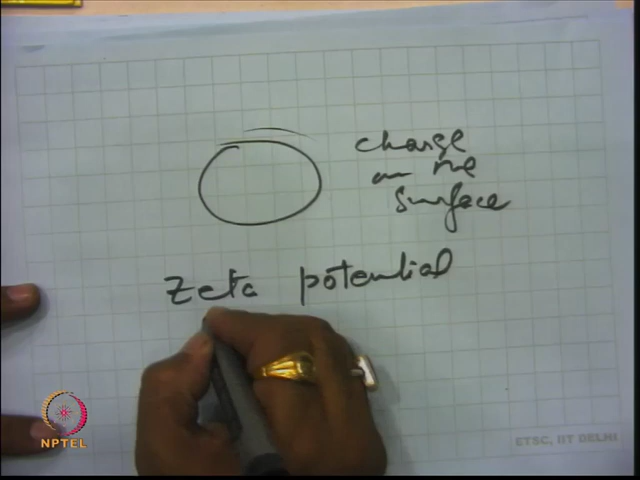 charge
on the
surface
zeta potential
NPTEL
ETSC, IIT DELHI